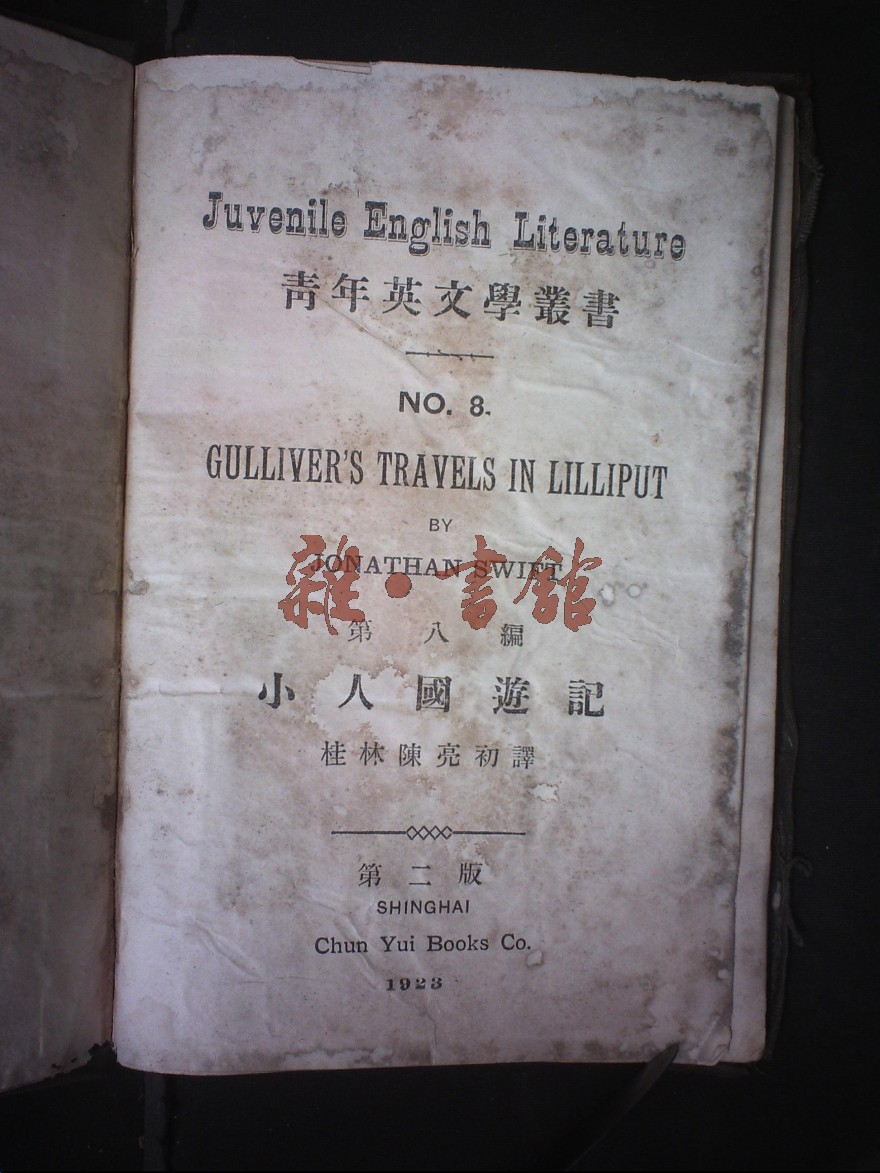 Juvenile English Literature
青年英文學叢書
NO. 8.
GULLIVER'S TRAVELS IN LILLIPUT
BY
JONATHAN SWIFT
雜·書館
第八編
小人國遊記
桂林陳亮初譯
第二版
SHINGHAI
Chun Yui Books Co.
1923